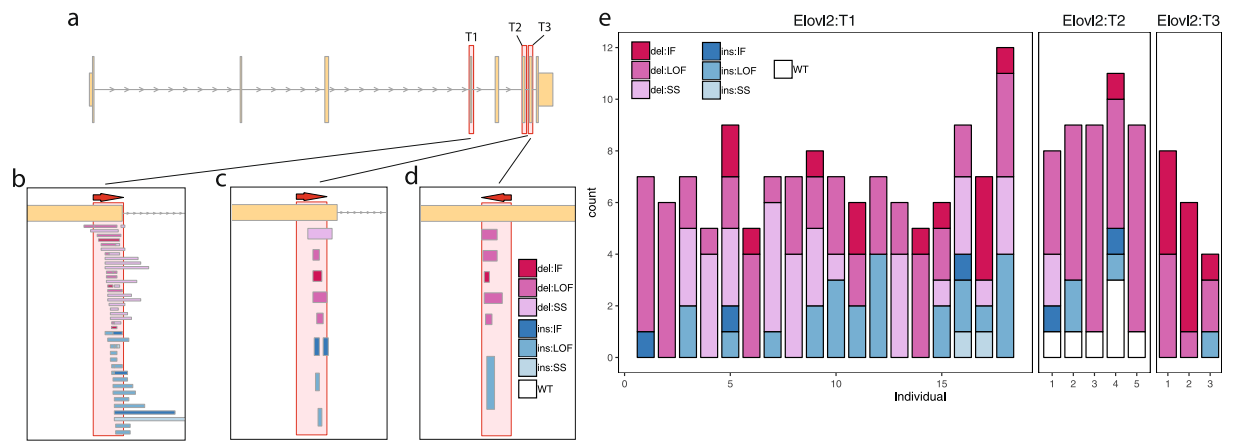 a
T1
T2
T3
b
c
d
del:IF
del:LOF
del:SS
ins:IF
ins:LOF
ins:SS
WT
e
Elovl2:T1
Elovl2:T2
Elovl2:T3
del:IF
del:LOF
del:SS
ins:IF
ins:LOF
ins:SS
WT
count
12
10
8
6
4
2
0
0 5 10 15
1 2 3 4 5
1 2 3
Individual